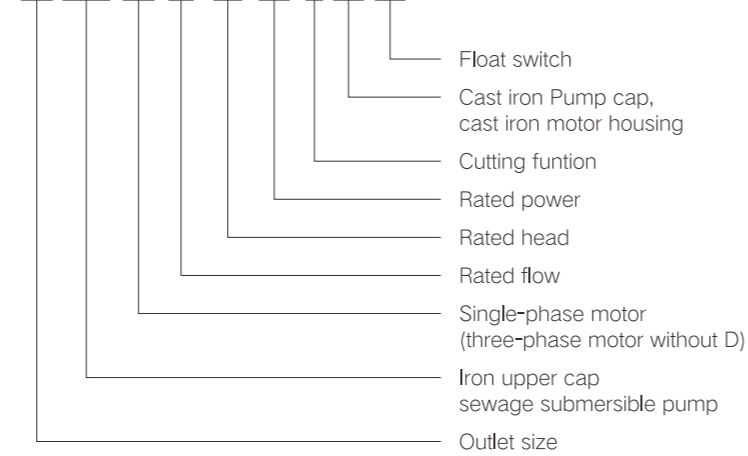 Float switch
Cast iron Pump cap,
cast iron motor housing
Cutting funtion
Rated power
Rated head
Rated flow
Single-phase motor
(three-phase motor without D)
Iron upper cap
sewage submersible pump
Outlet size